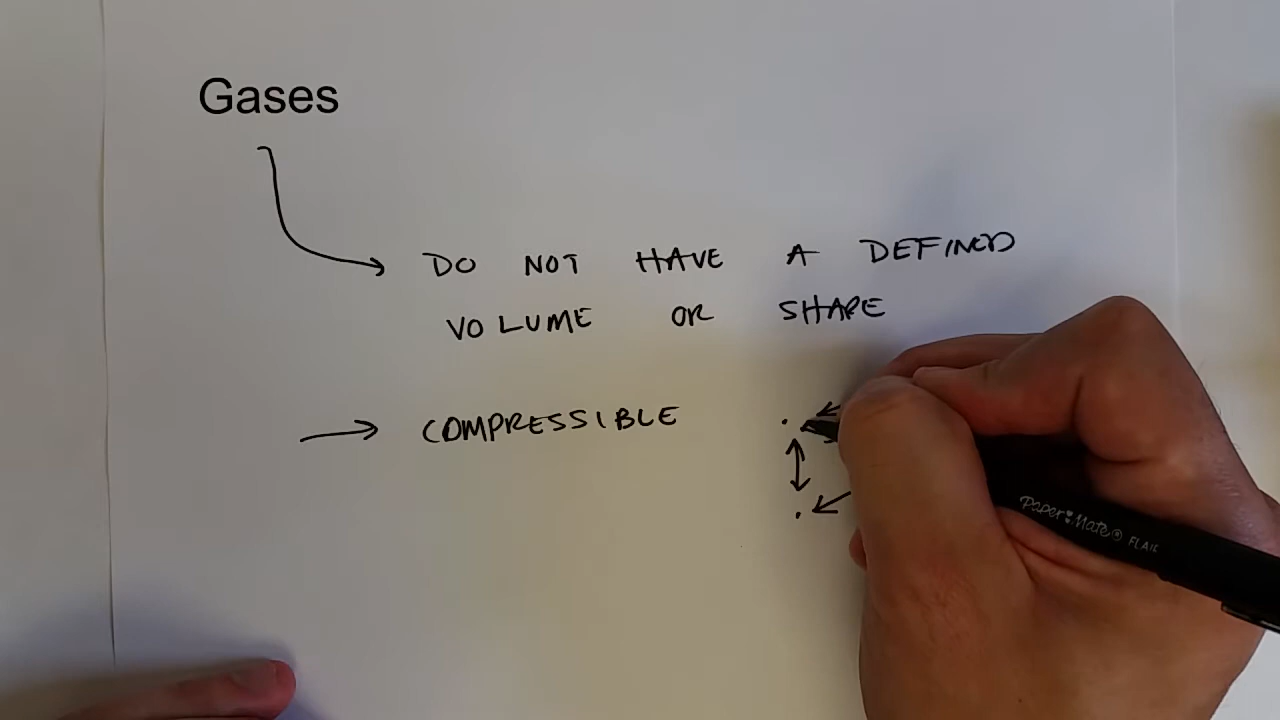 Gases
DO NOT HAVE A DEFINED
VOLUME OR SHAPE
COMPRESSIBLE
Paper Mate® FLAIR